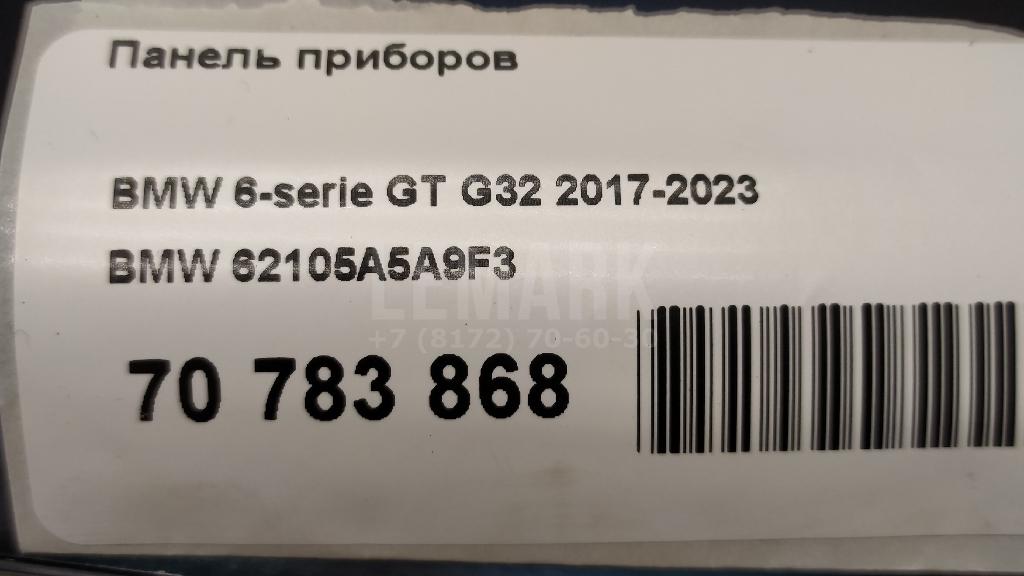 Панель приборов
BMW 6-serie GT G32 2017-2023
BMW 62105A5A9F3
LEMARK
+7 (8172) 70-60-30
70 783 868